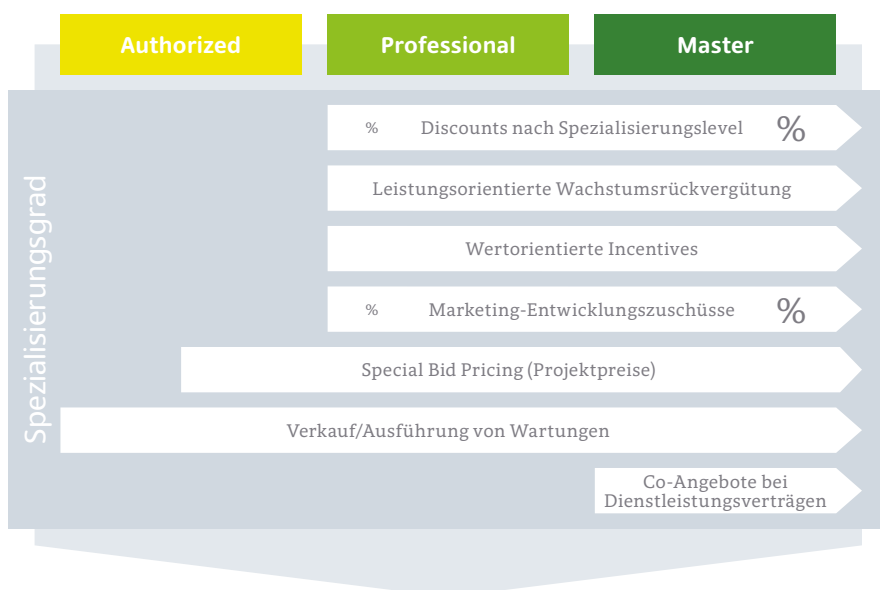 Authorized
Professional
Master
Spezialisierungsgrad
% Discounts nach Spezialisierungslevel %
Leistungsorientierte Wachstumsrückvergütung
Wertorientierte Incentives
% Marketing-Entwicklungszuschüsse %
Special Bid Pricing (Projektpreise)
Verkauf/Ausführung von Wartungen
Co-Angebote bei
Dienstleistungsverträgen